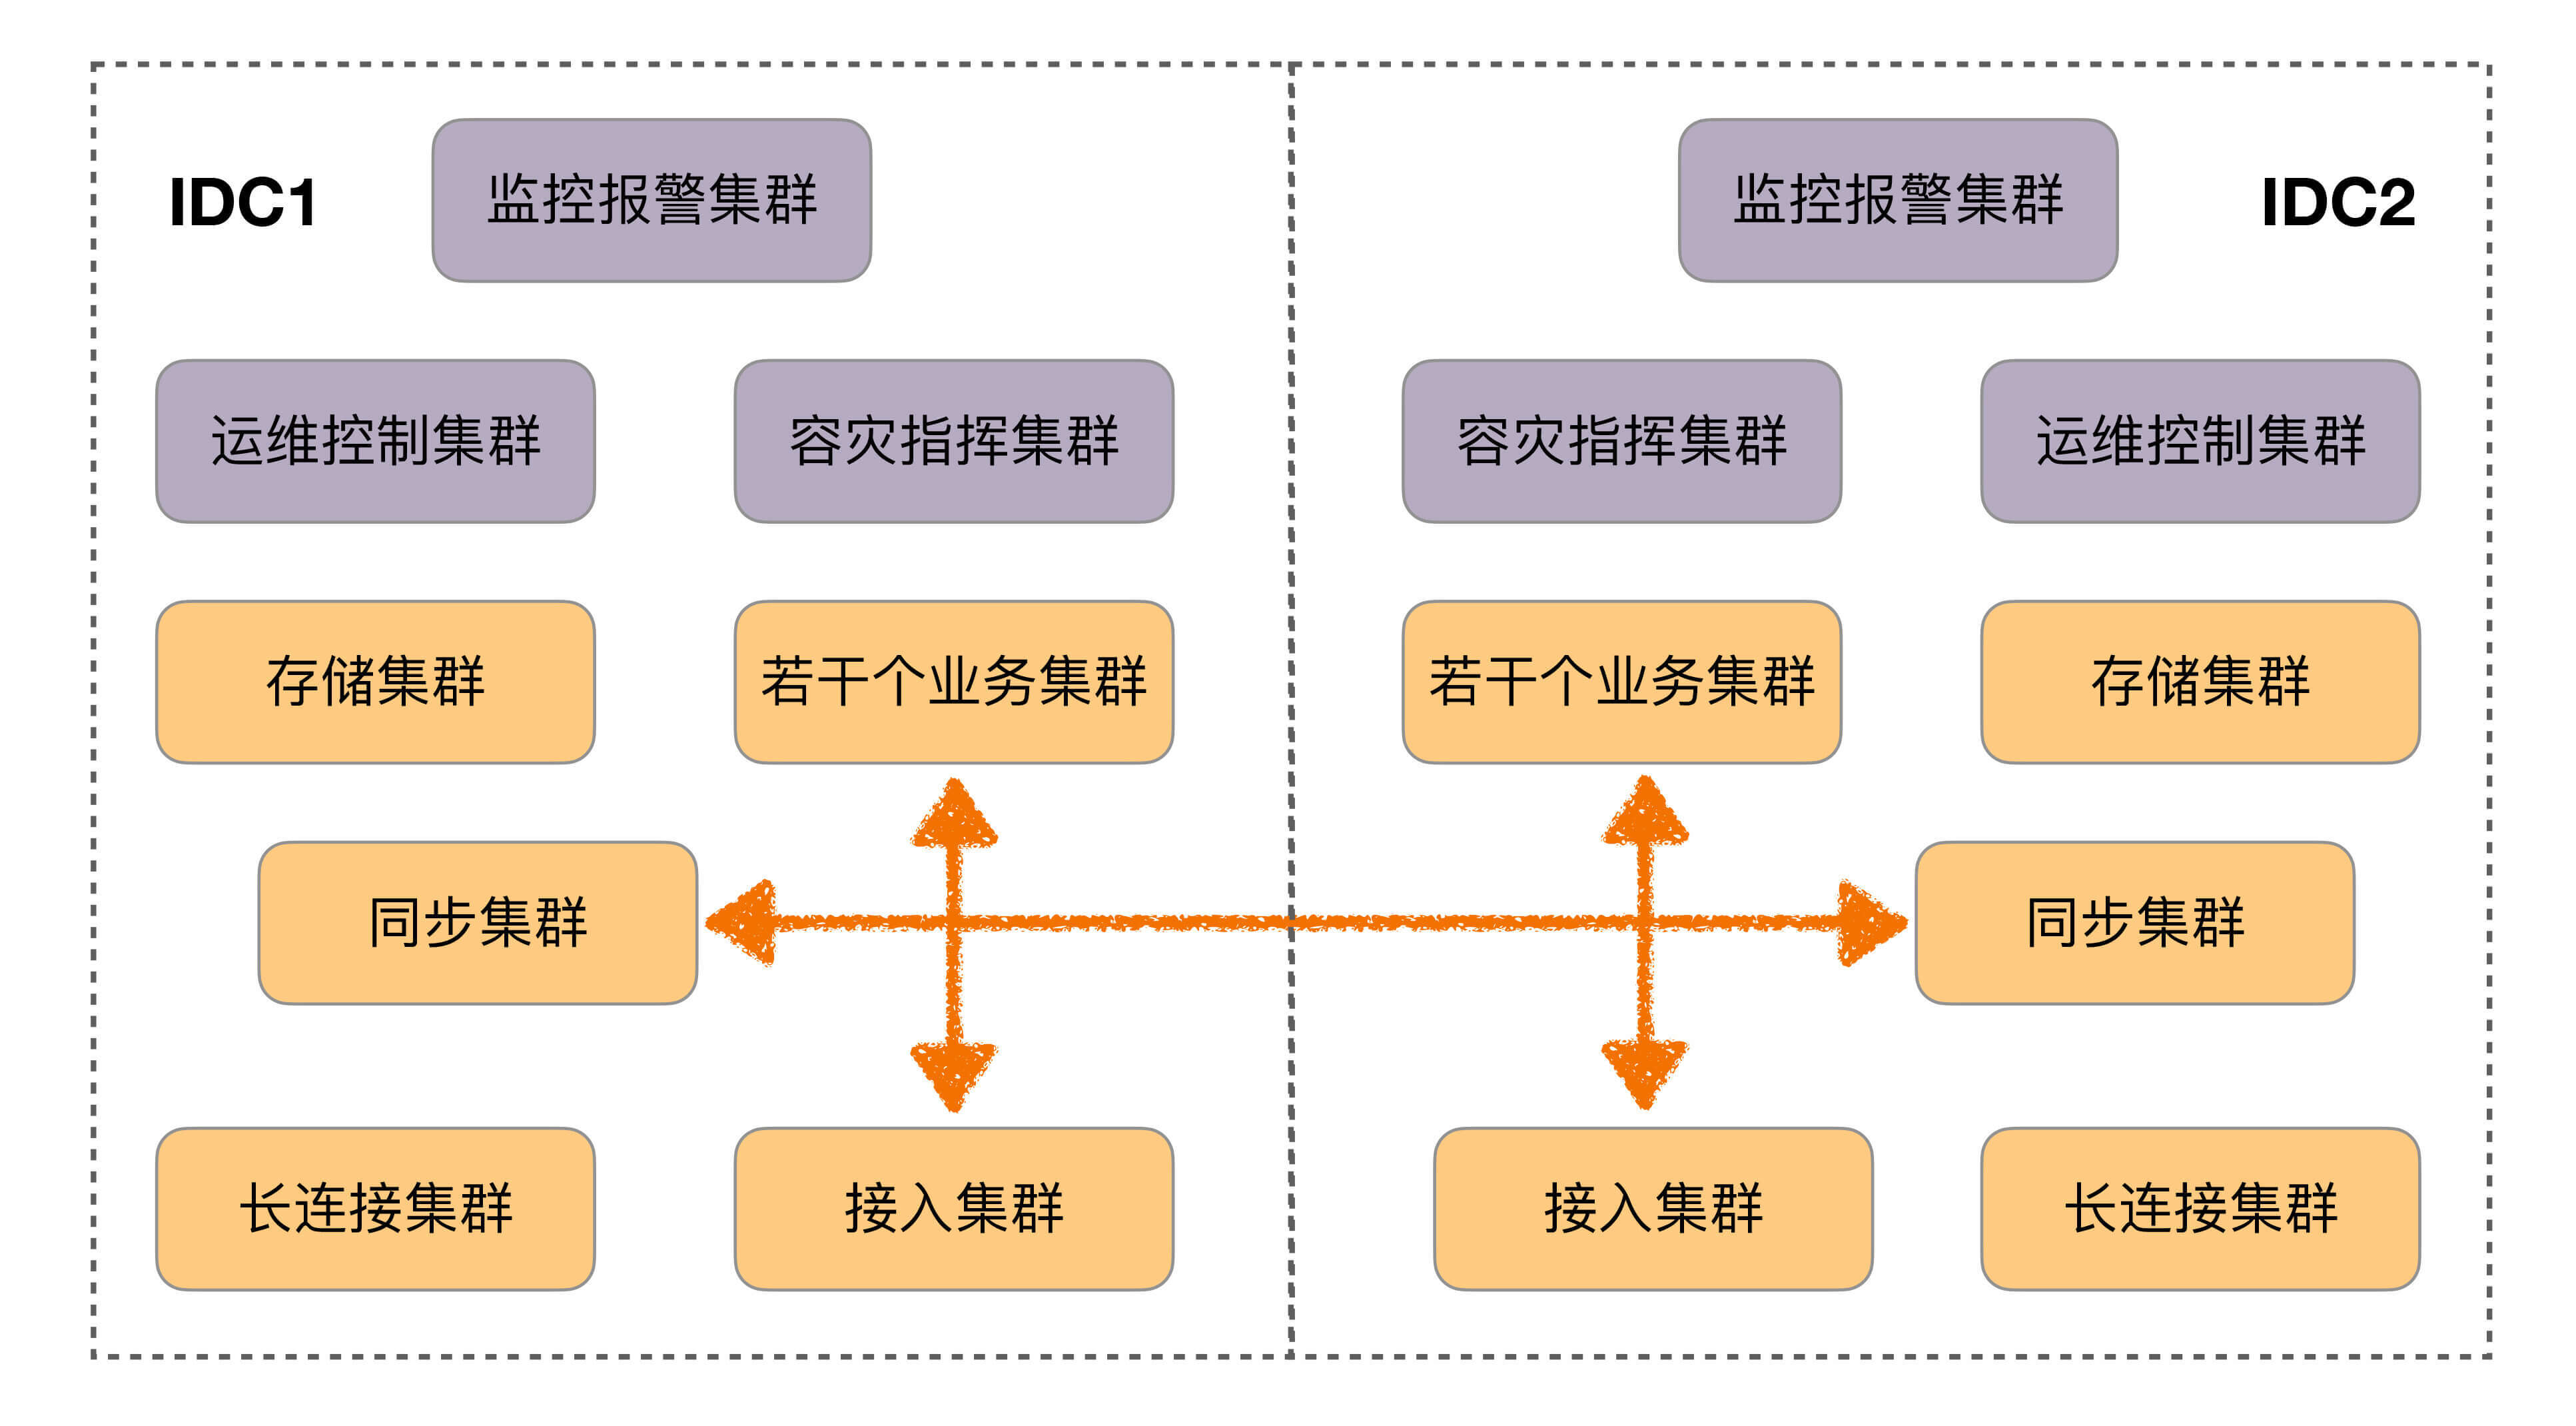 IDC1
监控报警集群
运维控制集群
容灾指挥集群
存储集群
若干个业务集群
同步集群
长连接集群
接入集群
监控报警集群
IDC2
容灾指挥集群
运维控制集群
若干个业务集群
存储集群
同步集群
接入集群
长连接集群